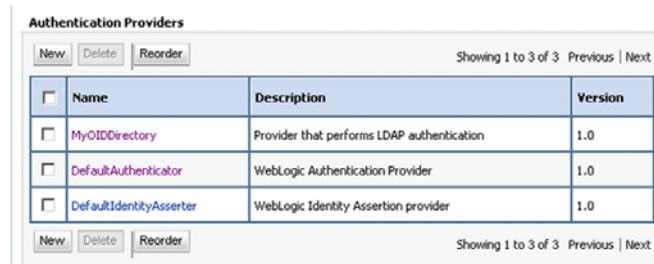 Authentication Providers
New Delete Reorder Showing 1 to 3 of 3 Previous | Next
Name Description Version
MyOIDDirectory Provider that performs LDAP authentication 1.0
DefaultAuthenticator WebLogic Authentication Provider 1.0
DefaultIdentityAsserter WebLogic Identity Assertion provider 1.0
New Delete Reorder Showing 1 to 3 of 3 Previous | Next